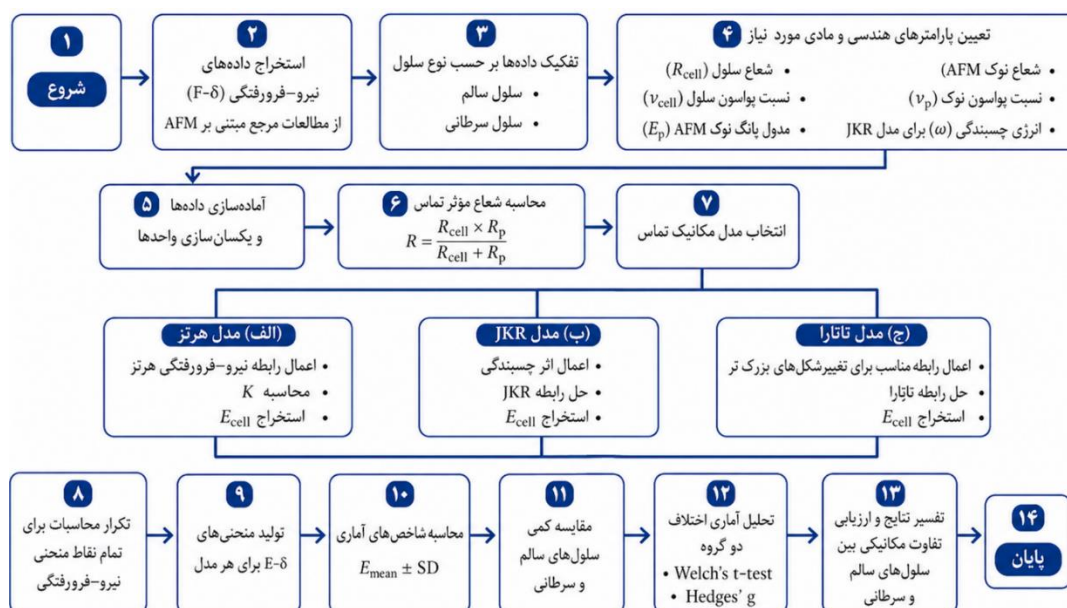 ۱
شروع
۲
استخراج داده‌های
نیرو–فرورفتگی (F-δ)
از مطالعات مرجع مبتنی بر AFM
۳
تفکیک داده‌ها بر حسب نوع سلول
• سلول سالم
• سلول سرطانی
۴ تعیین پارامترهای هندسی و مادی مورد نیاز
• شعاع نوک AFM)
• نسبت پواسون نوک (νp)
• انرژی چسبندگی (ω) برای مدل JKR
• شعاع سلول (Rcell)
• نسبت پواسون سلول (νcell)
• مدول پانگ نوک AFM (Ep)
۵ آماده‌سازی داده‌ها
و یکسان‌سازی واحدها
۶ محاسبه شعاع مؤثر تماس
R = Rcell × Rp / Rcell + Rp
۷
انتخاب مدل مکانیک تماس
(الف) مدل هرتز
• اعمال رابطه نیرو–فرورفتگی هرتز
• محاسبه K
• استخراج Ecell
(ب) مدل JKR
• اعمال اثر چسبندگی
• حل رابطه JKR
• استخراج Ecell
(ج) مدل تاتارا
• اعمال رابطه مناسب برای تغییرشکل‌های بزرگ تر
• حل رابطه تاتارا
• استخراج Ecell
۸
تکرار محاسبات برای
تمام نقاط منحنی
نیرو–فرورفتگی
۹
تولید منحنی‌های
E-δ برای هر مدل
۱۰
محاسبه شاخص‌های آماری
Emean ± SD
۱۱
مقایسه کمی
سلول‌های سالم
و سرطانی
۱۲
تحلیل آماری اختلاف
دو گروه
• Welch's t-test
• Hedges' g
۱۳
تفسیر نتایج و ارزیابی
تفاوت مکانیکی بین
سلول‌های سالم
و سرطانی
۱۴
پایان